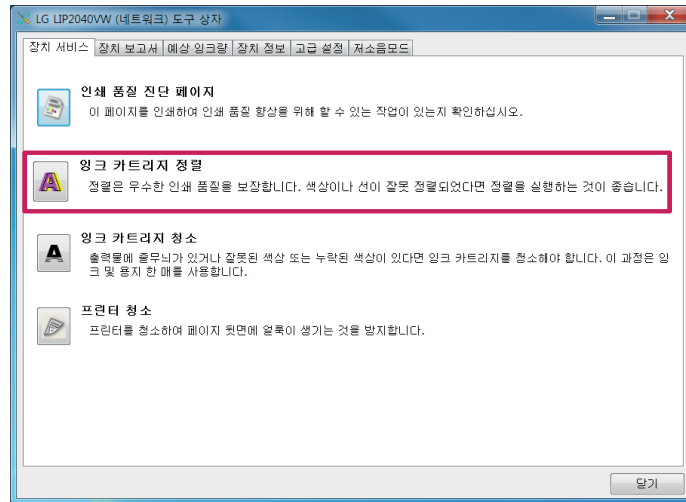 LG LIP2040VW (네트워크) 도구 상자
장치 서비스 장치 보고서 예상 잉크량 장치 정보 고급 설정 저소음모드
인쇄 품질 진단 페이지
이 페이지를 인쇄하여 인쇄 품질 향상을 위해 할 수 있는 작업이 있는지 확인하십시오.
잉크 카트리지 정렬
정렬은 우수한 인쇄 품질을 보장합니다. 색상이나 선이 잘못 정렬되었다면 정렬을 실행하는 것이 좋습니다.
잉크 카트리지 청소
출력물에 줄무늬가 있거나 잘못된 색상 또는 누락된 색상이 있다면 잉크 카트리지를 청소해야 합니다. 이 과정은 잉
크 및 용지 한 매를 사용합니다.
프린터 청소
프린터를 청소하여 페이지 뒷면에 얼룩이 생기는 것을 방지합니다.
닫기